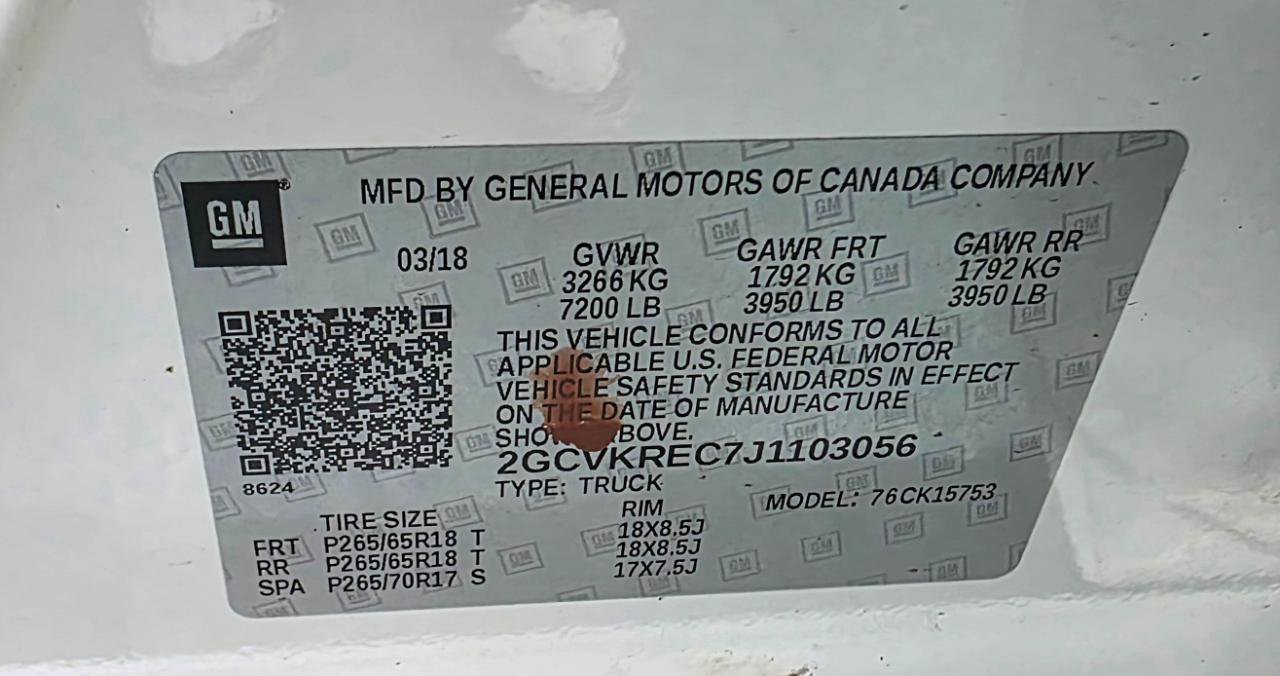 GM
MFD BY GENERAL MOTORS OF CANADA COMPANY
03/18
GVWR GAWR FRT GAWR RR
3266 KG 1792 KG 1792 KG
7200 LB 3950 LB 3950 LB
THIS VEHICLE CONFORMS TO ALL
APPLICABLE U.S. FEDERAL MOTOR
VEHICLE SAFETY STANDARDS IN EFFECT
ON THE DATE OF MANUFACTURE
2GCVKREC7J1103056
8624
TYPE: TRUCK MODEL: 76CK15753
TIRE SIZE RIM
FRT P265/65R18 T 18X8.5J
RR P265/65R18 T 18X8.5J
SPA P265/70R17 S 17X7.5J